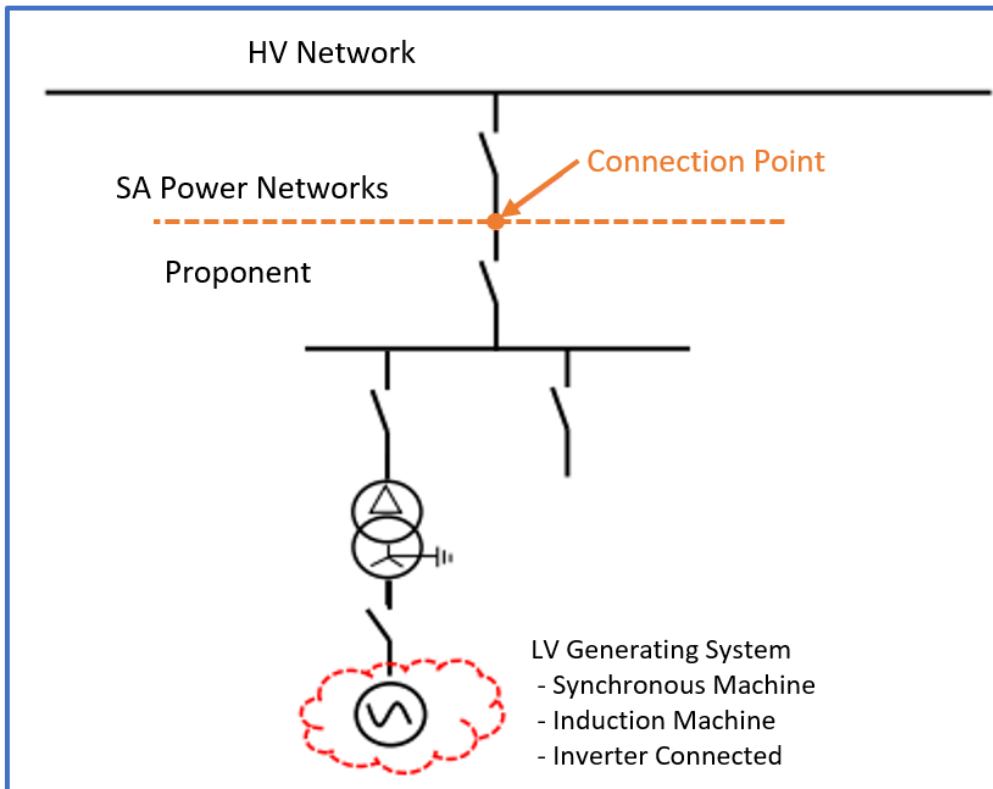 HV Network
Connection Point
SA Power Networks
Proponent
LV Generating System
- Synchronous Machine
- Induction Machine
- Inverter Connected